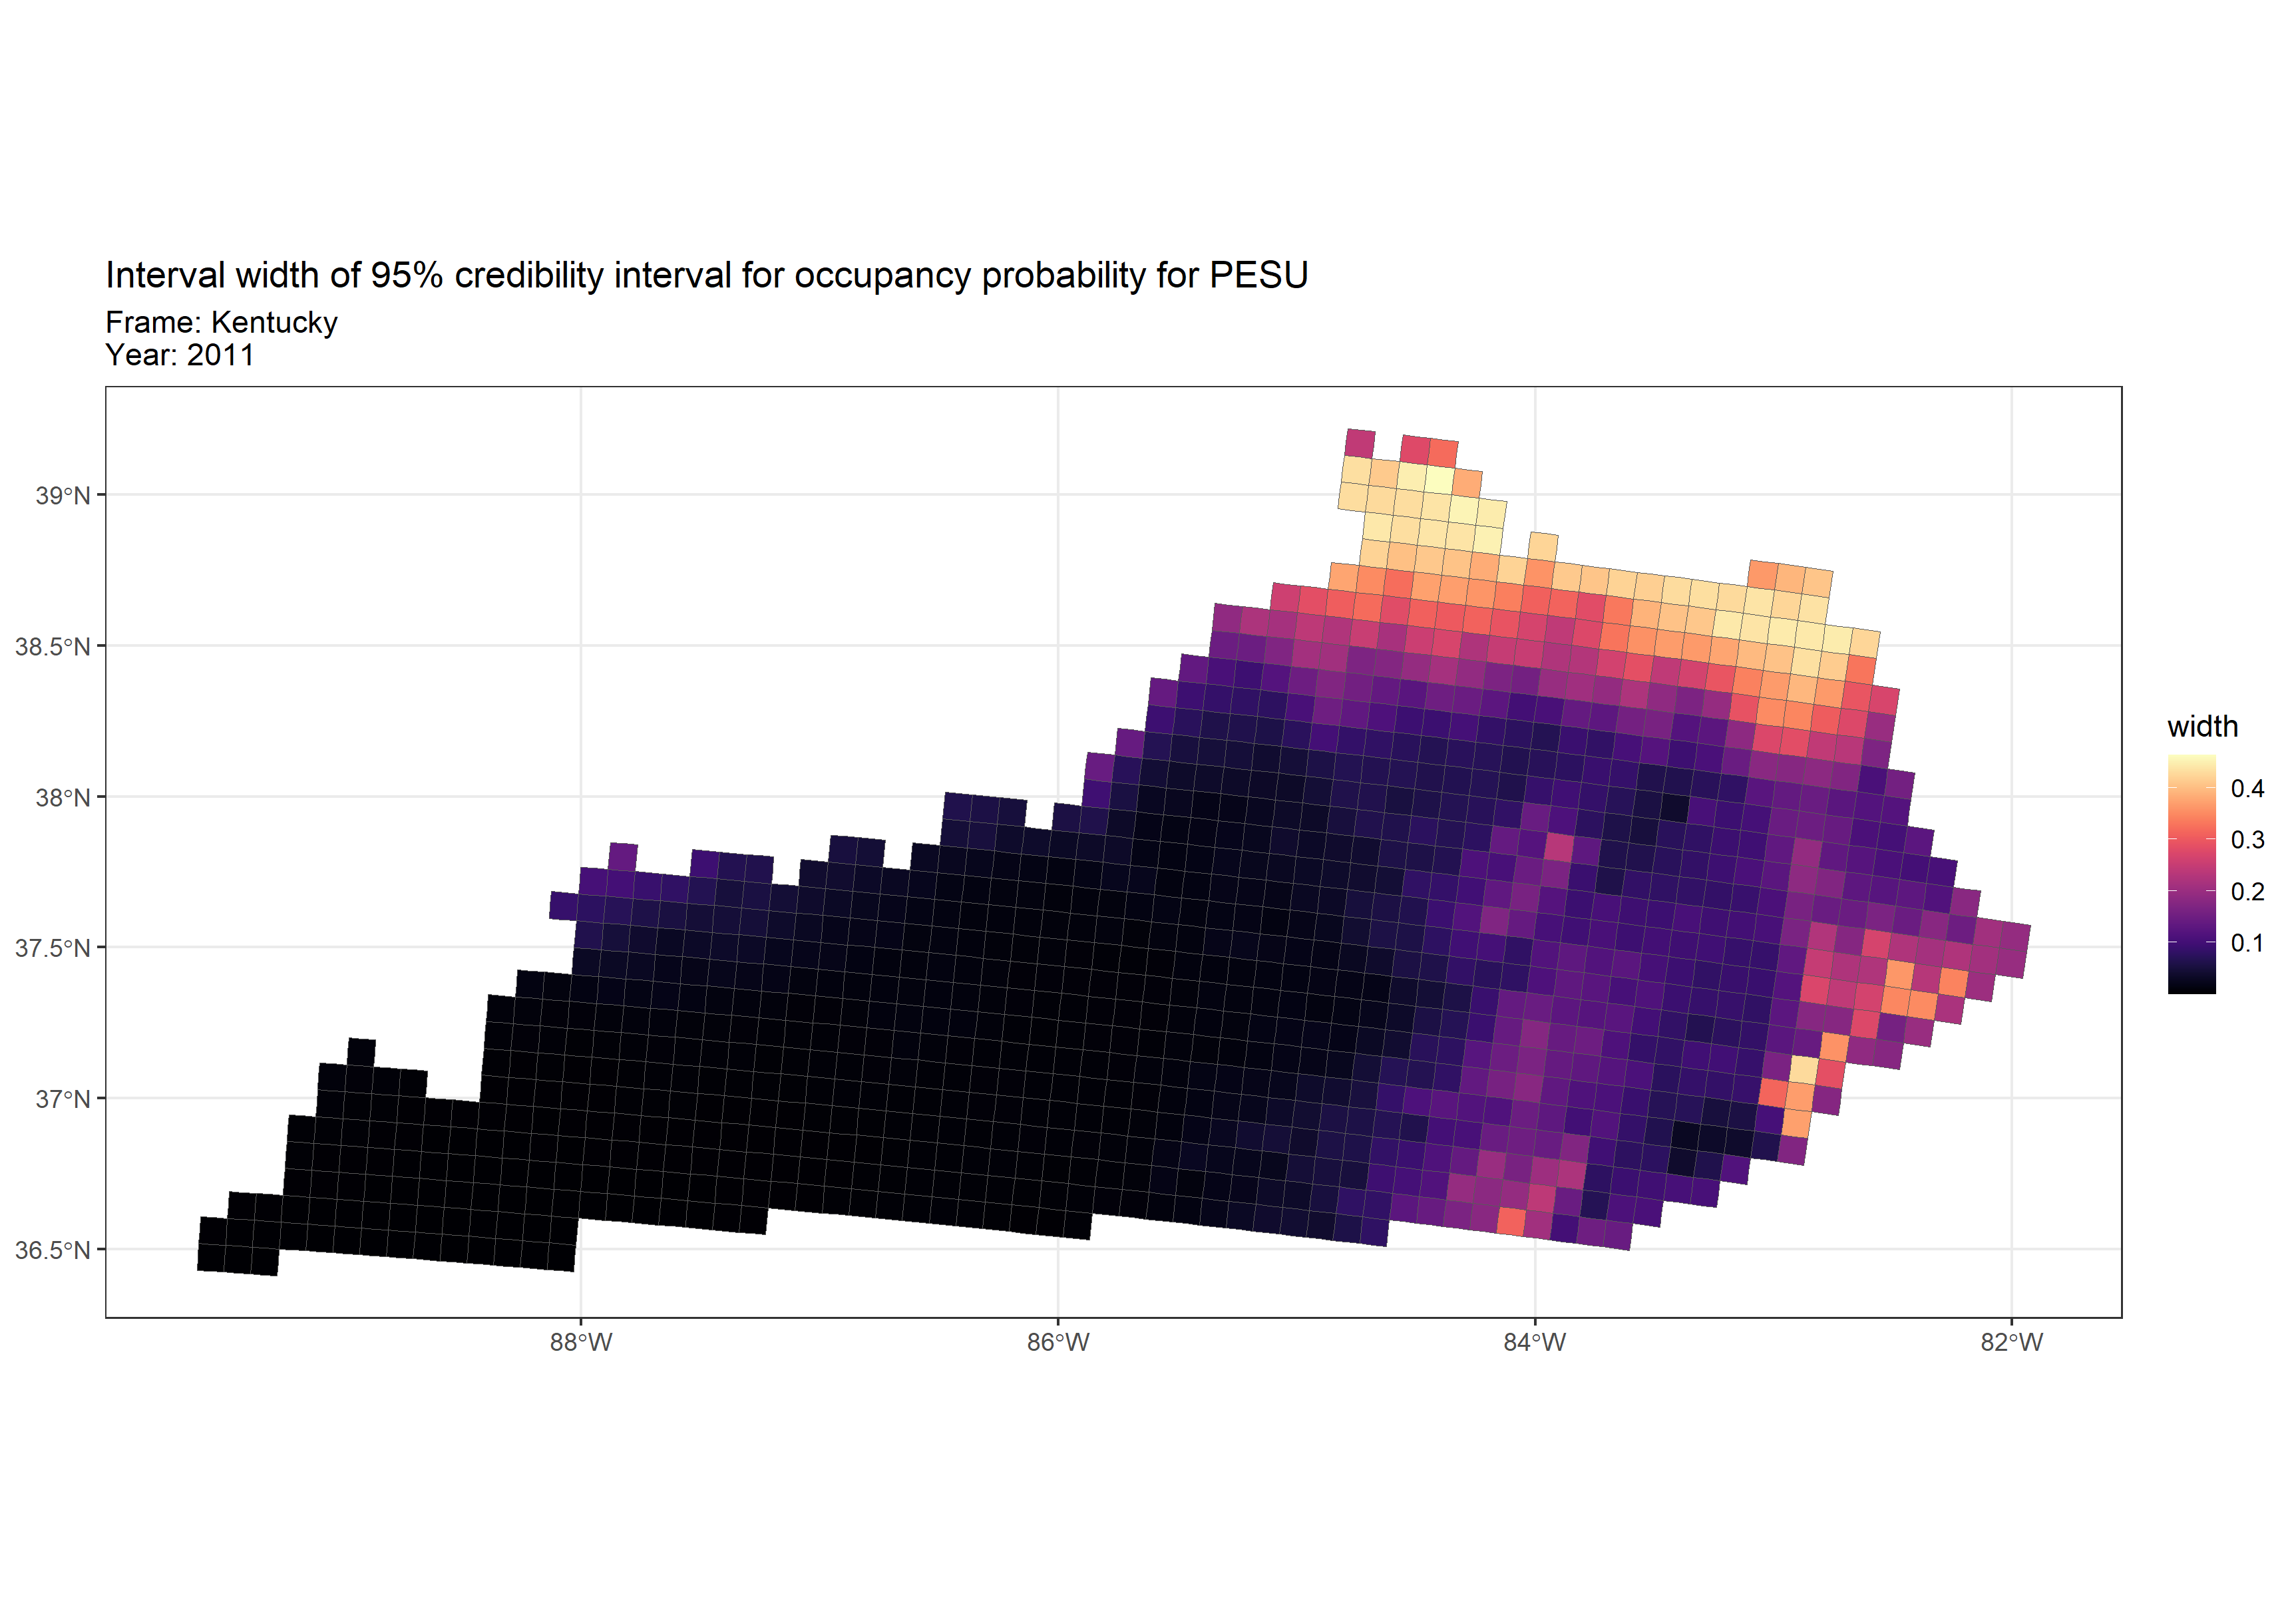 Interval width of 95% credibility interval for occupancy probability for PESU
Frame: Kentucky
Year: 2011
39°N
38.5°N
38°N
37.5°N
37°N
36.5°N
88°W
86°W
84°W
82°W
width
0.4
0.3
0.2
0.1